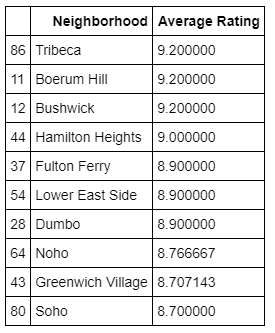 Neighborhood Average Rating
86 Tribeca 9.200000
11 Boerum Hill 9.200000
12 Bushwick 9.200000
44 Hamilton Heights 9.000000
37 Fulton Ferry 8.900000
54 Lower East Side 8.900000
28 Dumbo 8.900000
64 Noho 8.766667
43 Greenwich Village 8.707143
80 Soho 8.700000